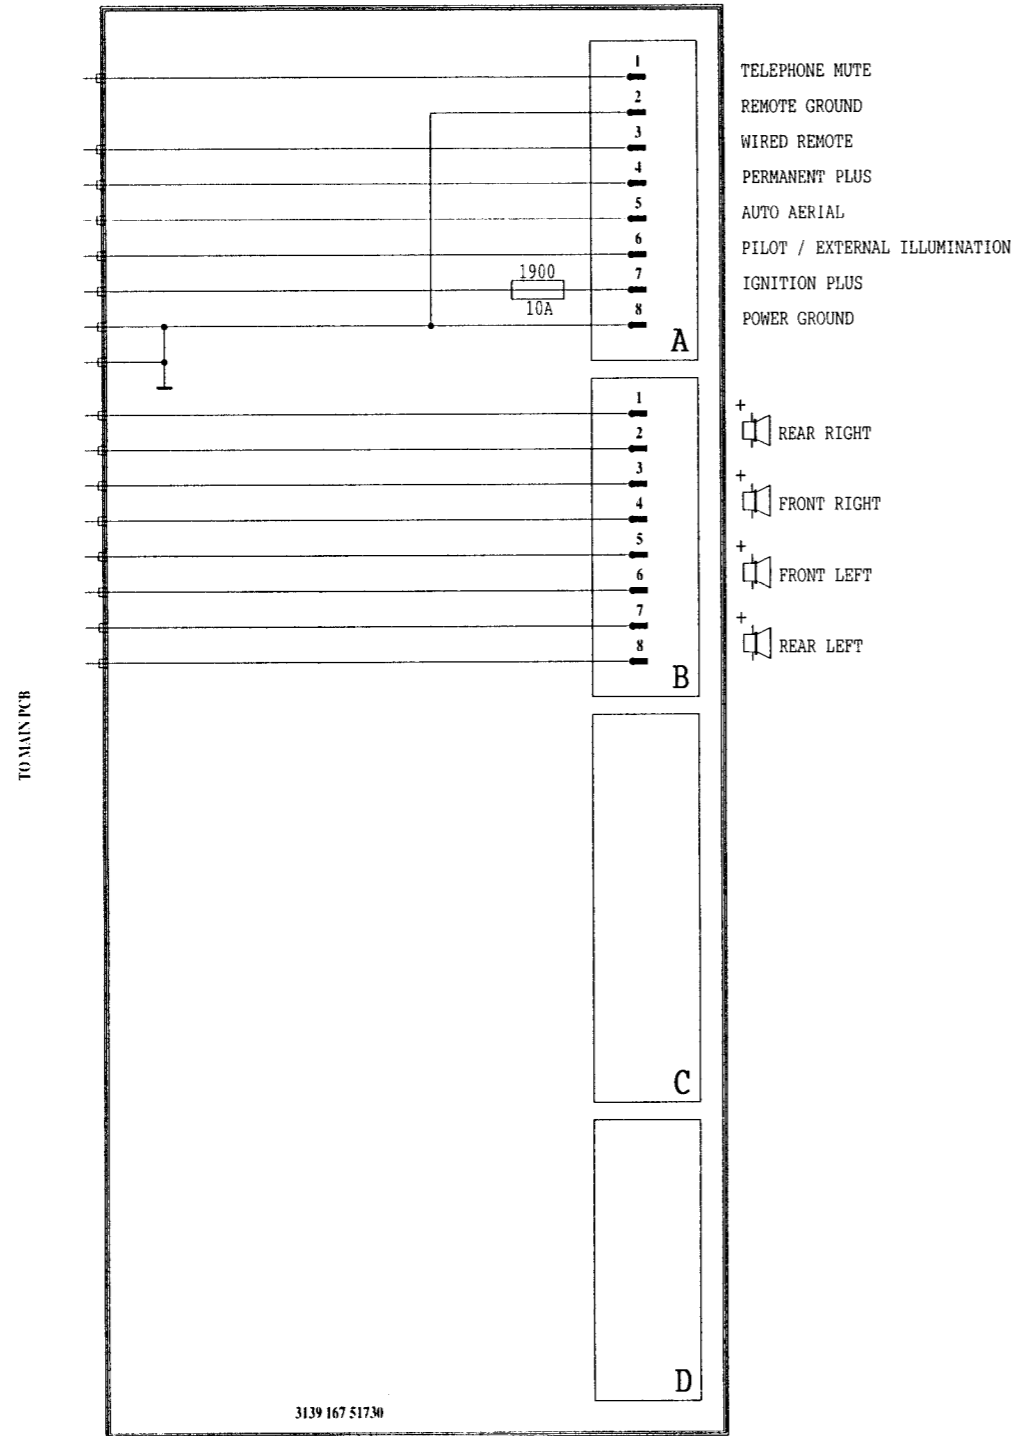 1 TELEPHONE MUTE
2 REMOTE GROUND
3 WIRED REMOTE
4 PERMANENT PLUS
5 AUTO AERIAL
6 PILOT / EXTERNAL ILLUMINATION
1900 7 IGNITION PLUS
10A 8 POWER GROUND
A
1 +
2 REAR RIGHT
3 +
4 FRONT RIGHT
5 +
6 FRONT LEFT
7 +
8 REAR LEFT
B
TO MAIN PCB
C
D
3139 167 51730